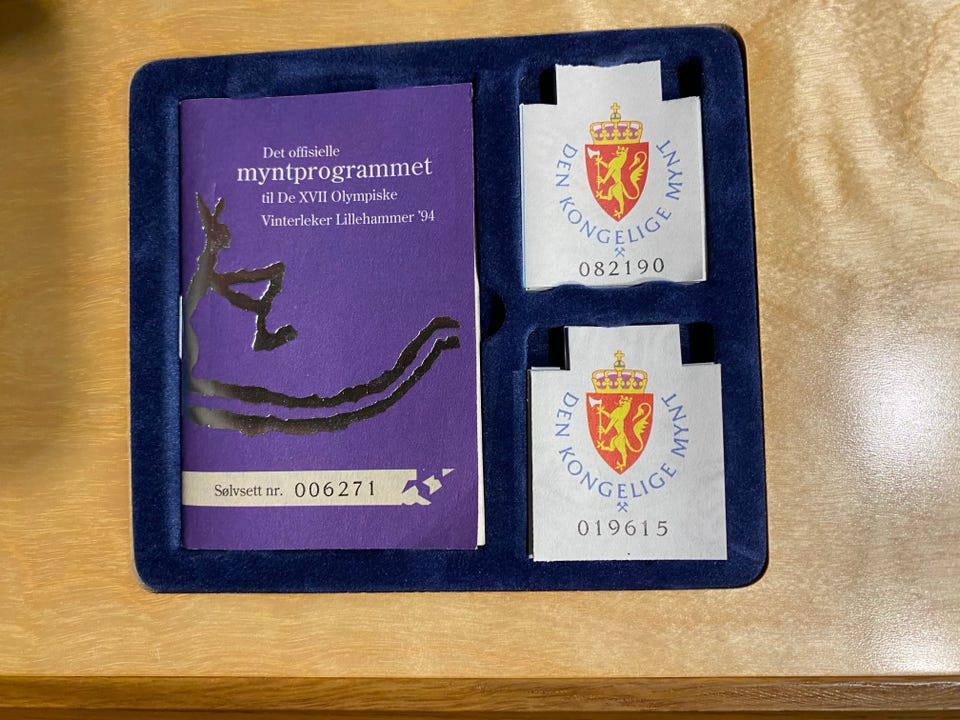 Det offisielle
myntprogrammet
til De XVII Olympiske
Vinterleker Lillehammer '94
Sølvsett nr. 006271
DEN KONGELIGE MYNT
082190
DEN KONGELIGE MYNT
019615